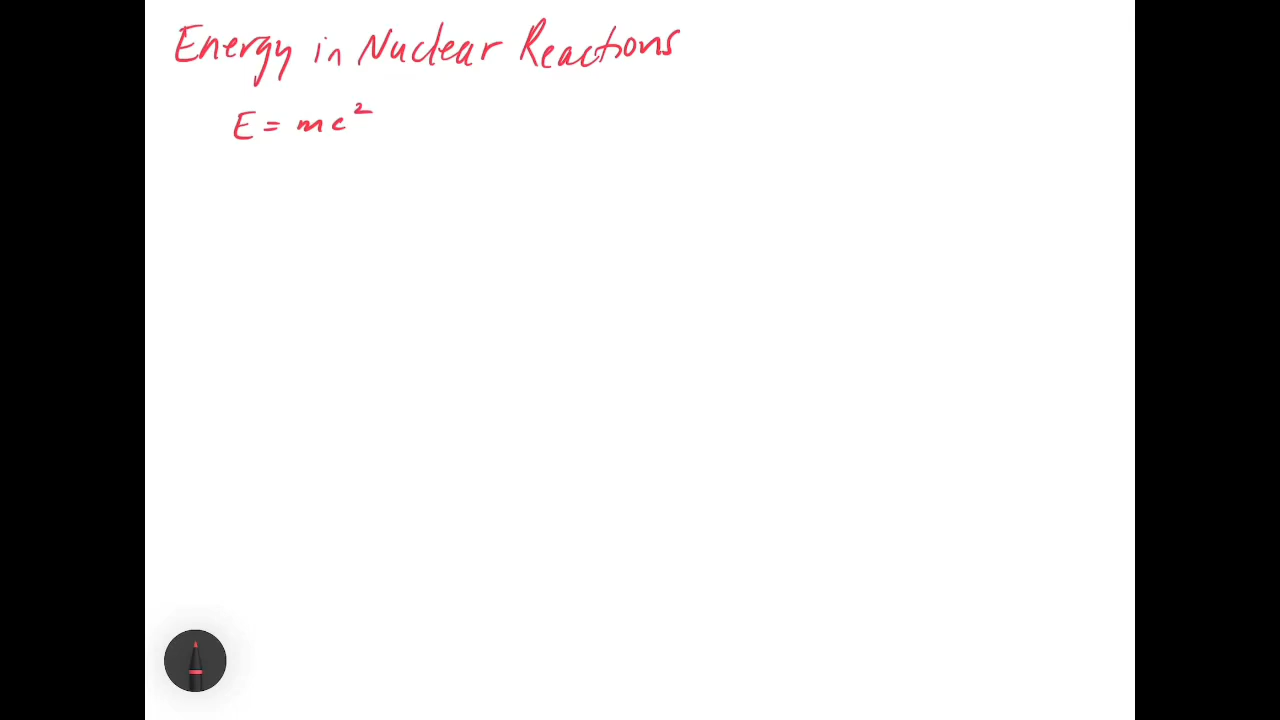 Energy in Nuclear Reactions
E = mc²